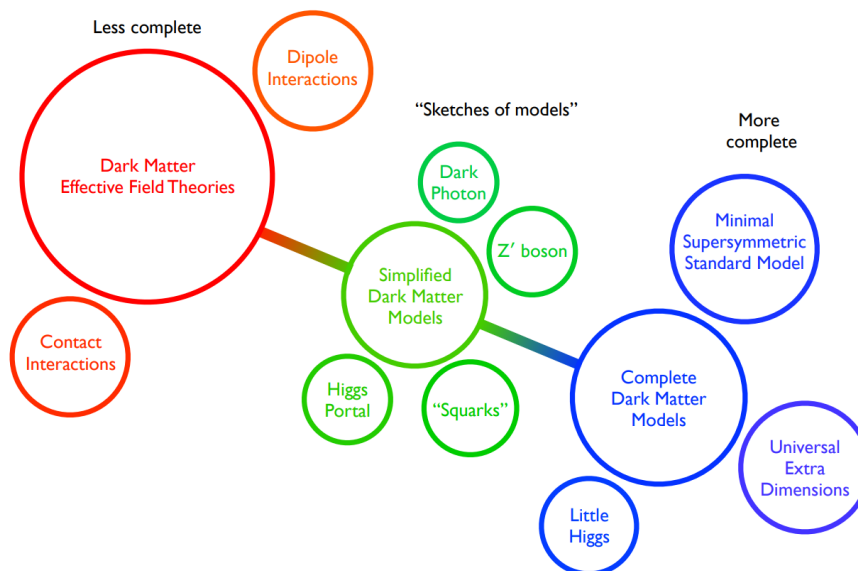 Less complete
Dipole
Interactions
Dark Matter
Effective Field Theories
Contact
Interactions
“Sketches of models”
Dark
Photon
Z′ boson
Simplified
Dark Matter
Models
Higgs
Portal
“Squarks”
More
complete
Minimal
Supersymmetric
Standard Model
Complete
Dark Matter
Models
Universal
Extra
Dimensions
Little
Higgs